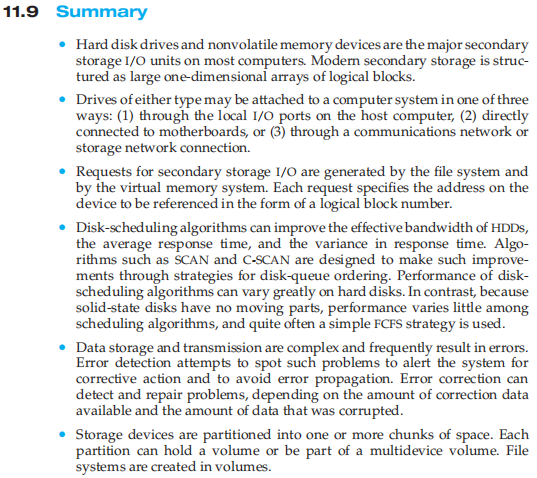 11.9 Summary
• Hard disk drives and nonvolatile memory devices are the major secondary
storage I/O units on most computers. Modern secondary storage is struc-
tured as large one-dimensional arrays of logical blocks.
• Drives of either type may be attached to a computer system in one of three
ways: (1) through the local I/O ports on the host computer, (2) directly
connected to motherboards, or (3) through a communications network or
storage network connection.
• Requests for secondary storage I/O are generated by the file system and
by the virtual memory system. Each request specifies the address on the
device to be referenced in the form of a logical block number.
• Disk-scheduling algorithms can improve the effective bandwidth of HDDs,
the average response time, and the variance in response time. Algo-
rithms such as SCAN and C-SCAN are designed to make such improve-
ments through strategies for disk-queue ordering. Performance of disk-
scheduling algorithms can vary greatly on hard disks. In contrast, because
solid-state disks have no moving parts, performance varies little among
scheduling algorithms, and quite often a simple FCFS strategy is used.
• Data storage and transmission are complex and frequently result in errors.
Error detection attempts to spot such problems to alert the system for
corrective action and to avoid error propagation. Error correction can
detect and repair problems, depending on the amount of correction data
available and the amount of data that was corrupted.
• Storage devices are partitioned into one or more chunks of space. Each
partition can hold a volume or be part of a multidevice volume. File
systems are created in volumes.